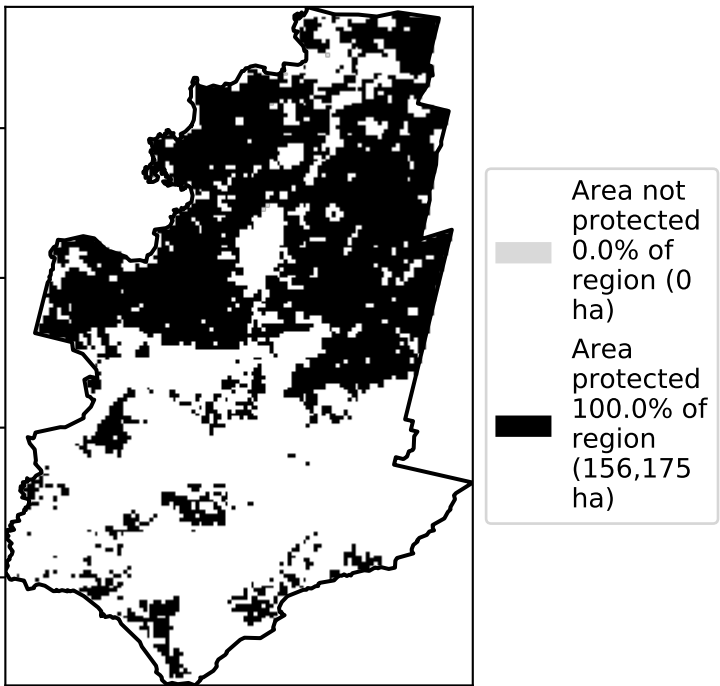 Area not
protected
0.0% of
region (0
ha)
Area
protected
100.0% of
region
(156,175
ha)